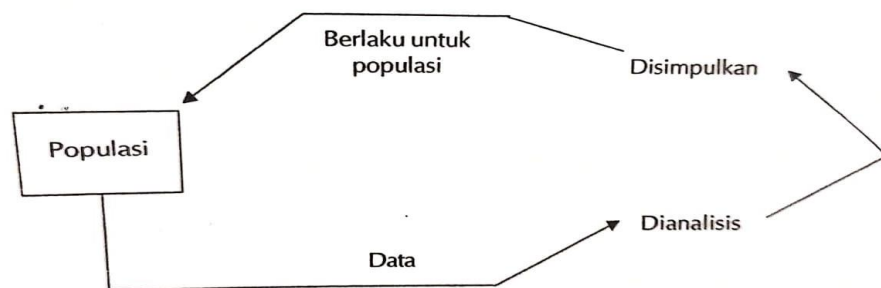 Berlaku untuk
populasi
Disimpulkan
Populasi
Dianalisis
Data